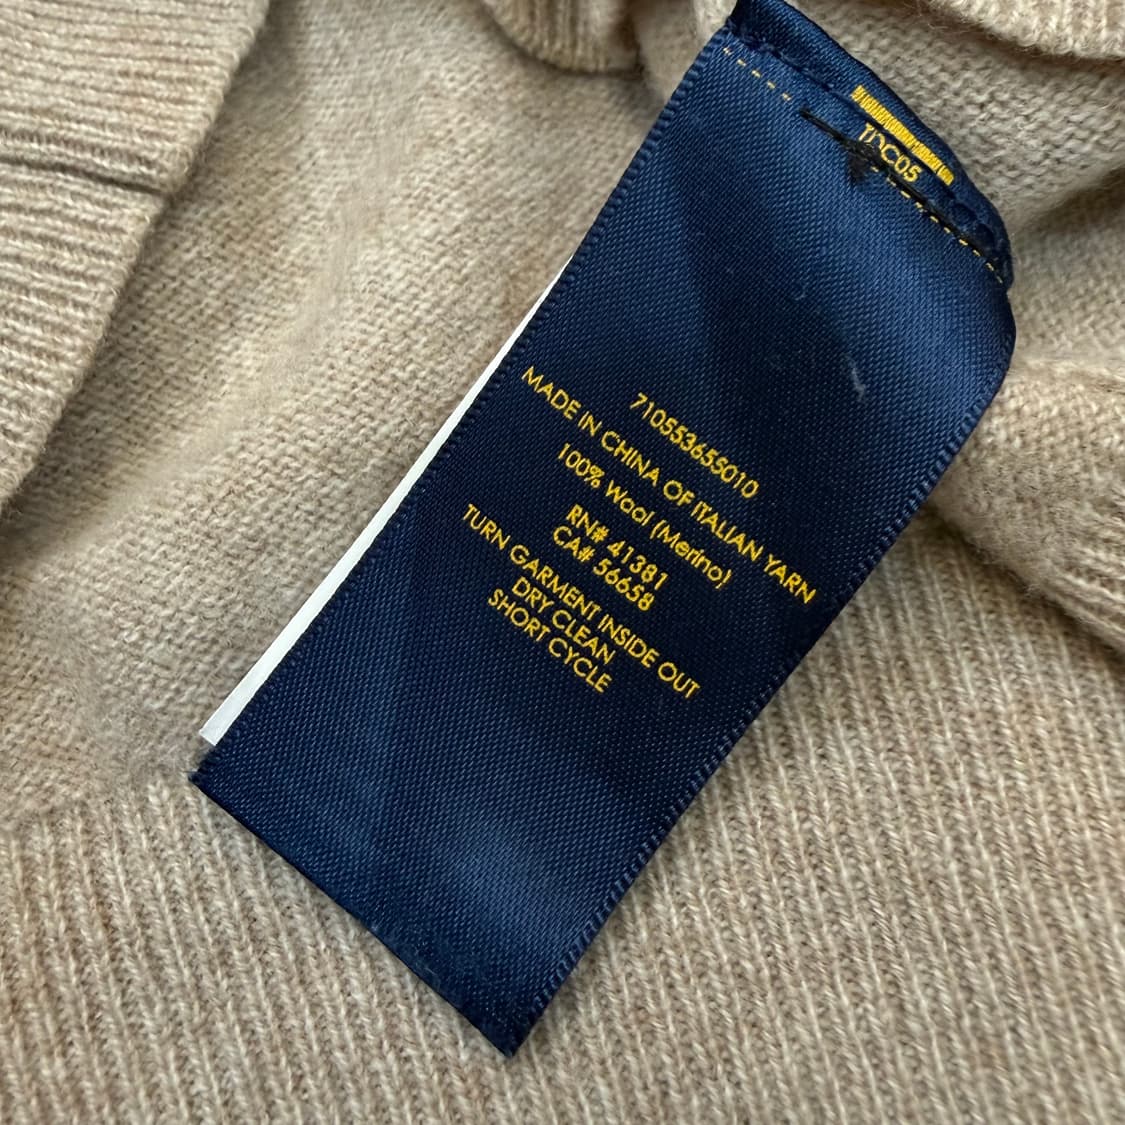 TDC05
710553655010
MADE IN CHINA OF ITALIAN YARN
100% Wool (Merino)
RN# 41381
CA# 56658
TURN GARMENT INSIDE OUT
DRY CLEAN
SHORT CYCLE